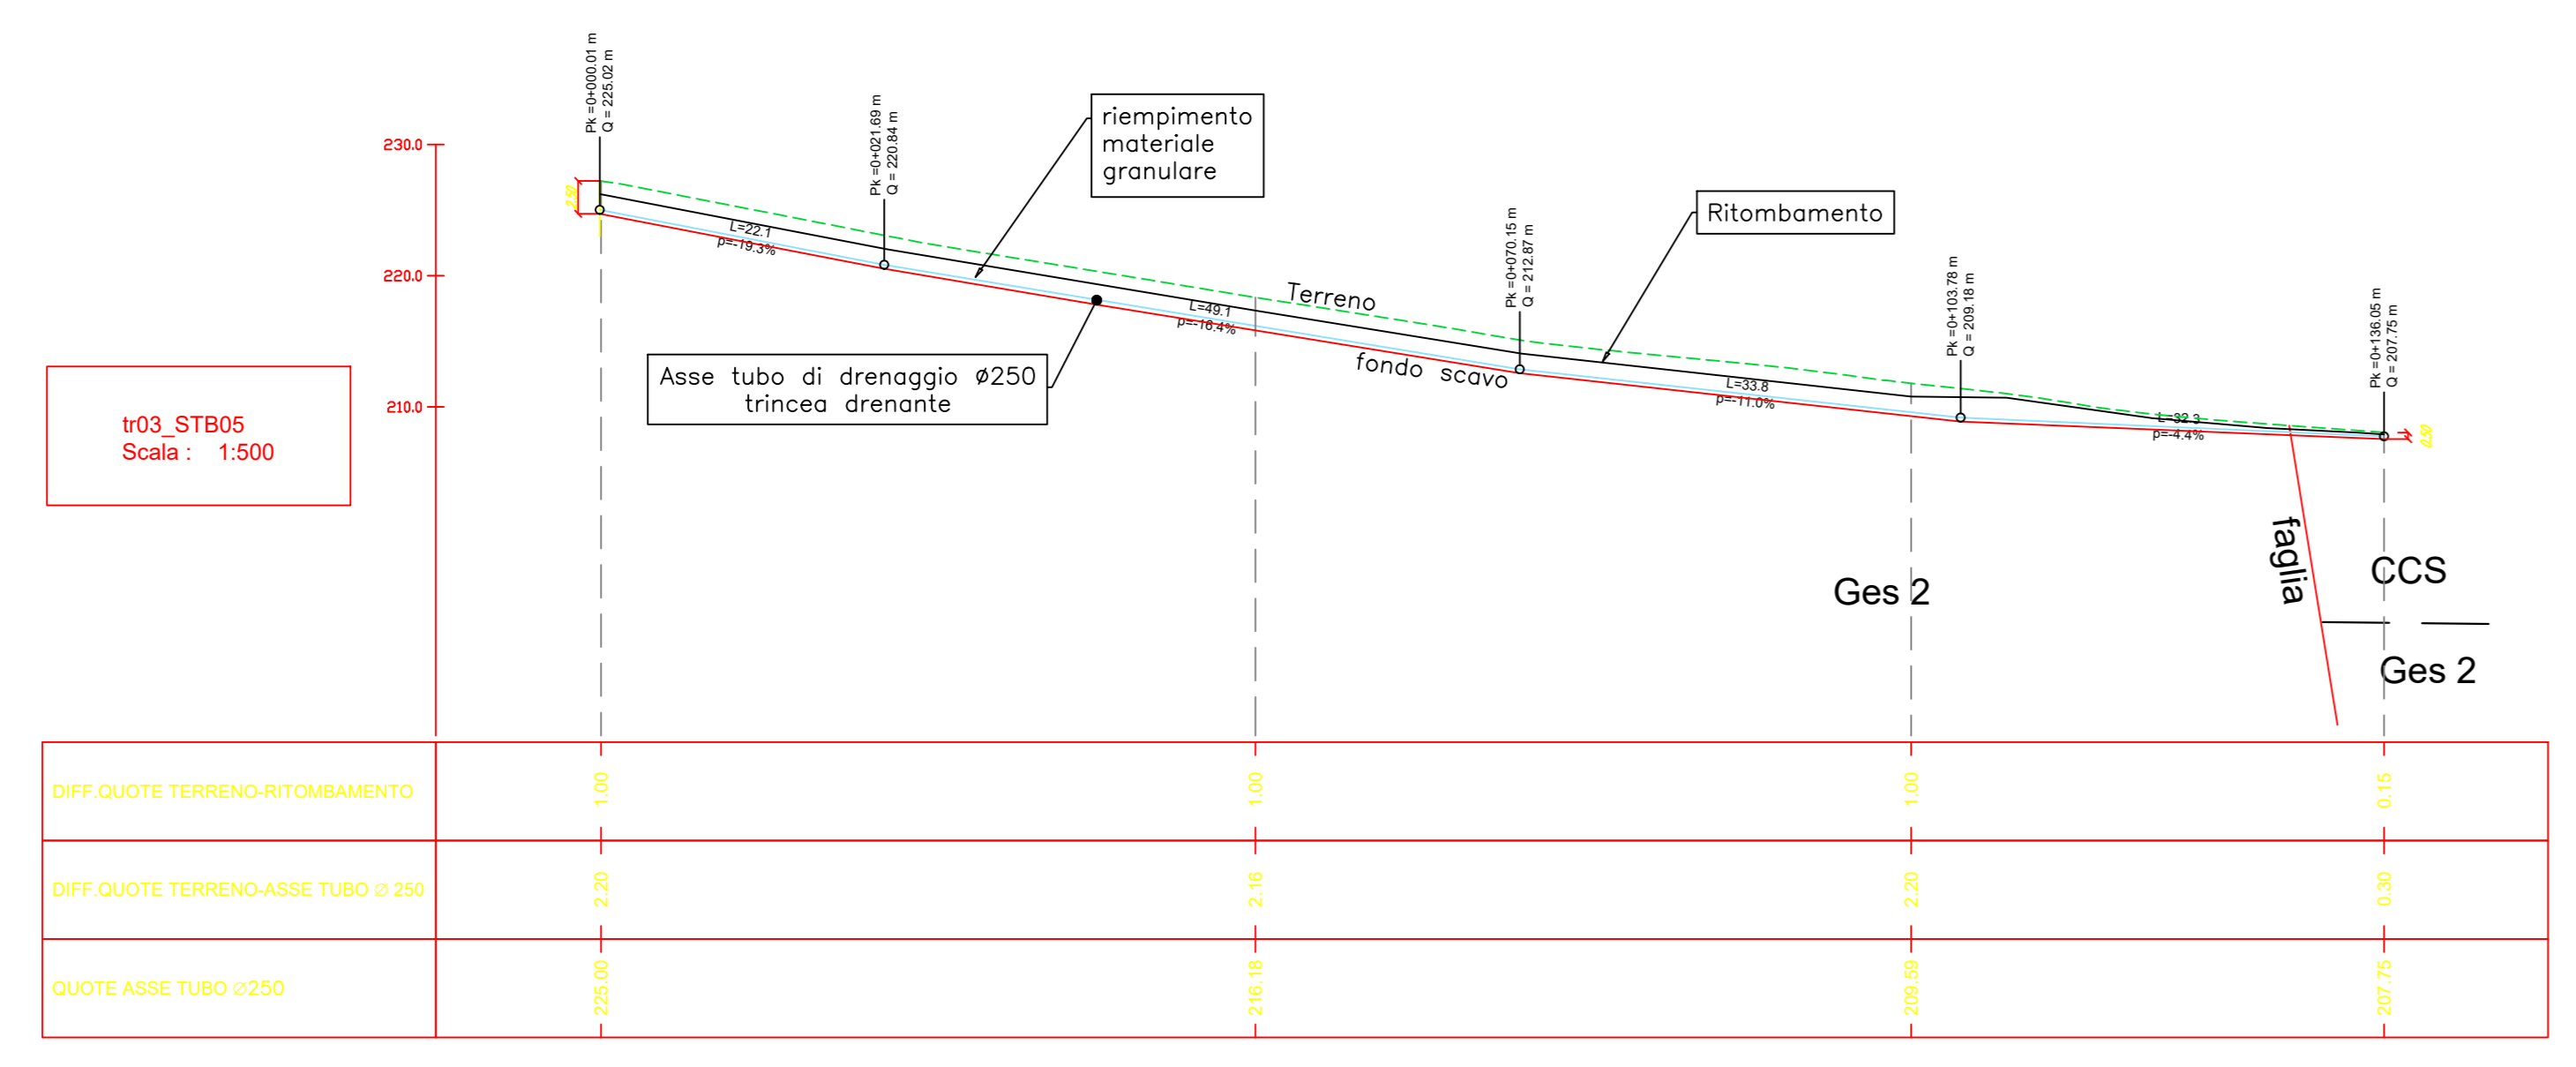 Pk =0+000.01 m
Q = 225.02 m
Pk =0+021.69 m
Q = 220.84 m
riempimento
materiale
granulare
230.0
2.50
L=22.1
p=-19.3%
Ritombamento
Pk =0+070.15 m
Q = 212.87 m
220.0
Terreno
L=49.1
p=-16.4%
Pk =0+103.78 m
Q = 209.18 m
Pk =0+136.05 m
Q = 207.75 m
Asse tubo di drenaggio Ø250
trincea drenante
fondo scavo
L=33.8
p=-11.0%
210.0
L=32.3
p=-4.4%
0.50
tr03_STB05
Scala : 1:500
faglia
CCS
Ges 2
Ges 2
DIFF.QUOTE TERRENO-RITOMBAMENTO 1.00 1.00 1.00 0.15
DIFF.QUOTE TERRENO-ASSE TUBO Ø 250 2.20 2.16 2.20 0.30
QUOTE ASSE TUBO Ø250 225.00 216.18 209.59 207.75